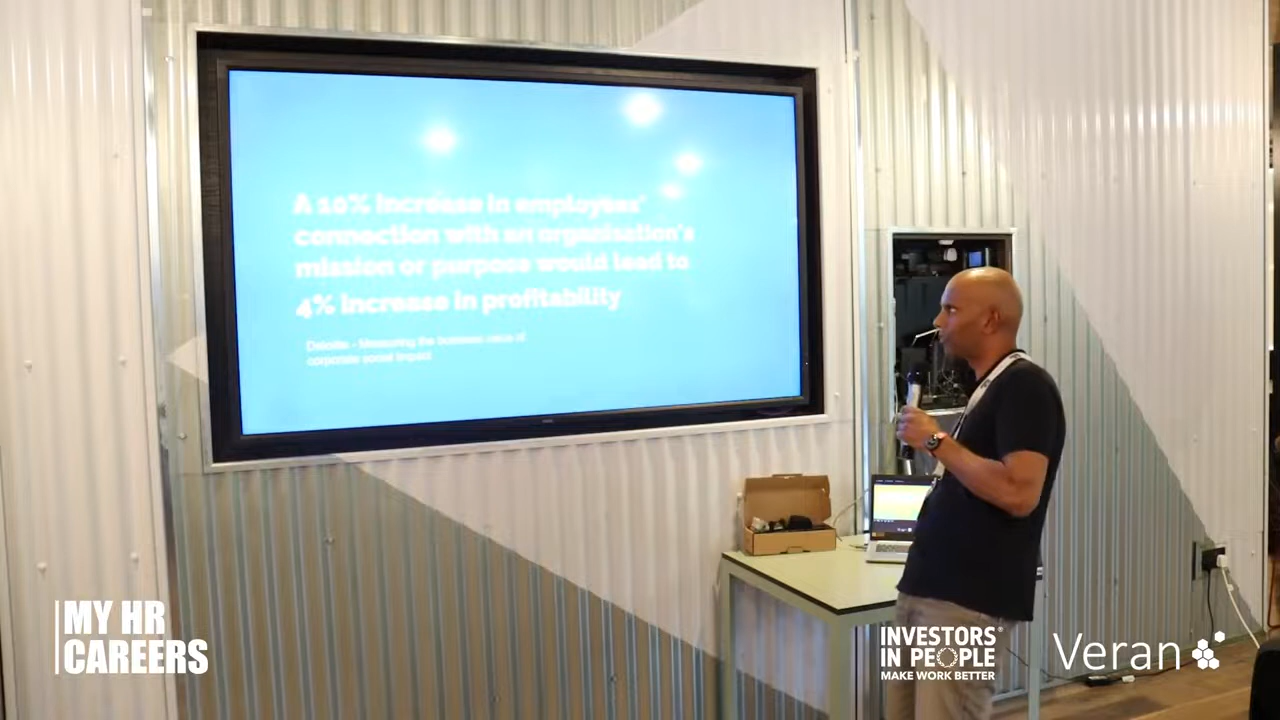 A 10% increase in employees'
connection with an organisation's
mission or purpose would lead to
4% increase in profitability
Deloitte - Measuring the business value of
corporate social impact
MY HR
CAREERS
INVESTORS®
IN PEOPLE
MAKE WORK BETTER
Veran